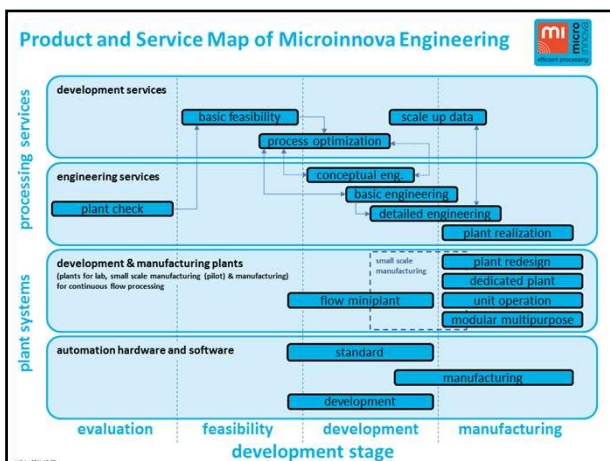 Product and Service Map of Microinnova Engineering
mi
micro
innova
efficient processing
processing services
development services
basic feasibility
scale up data
process optimization
engineering services
conceptual eng.
basic engineering
plant check
detailed engineering
plant realization
plant systems
development & manufacturing plants
(plants for lab, small scale manufacturing (pilot) & manufacturing)
for continuous flow processing
small scale
manufacturing
plant redesign
dedicated plant
flow miniplant
unit operation
modular multipurpose
automation hardware and software
standard
manufacturing
development
evaluation
feasibility
development
manufacturing
development stage